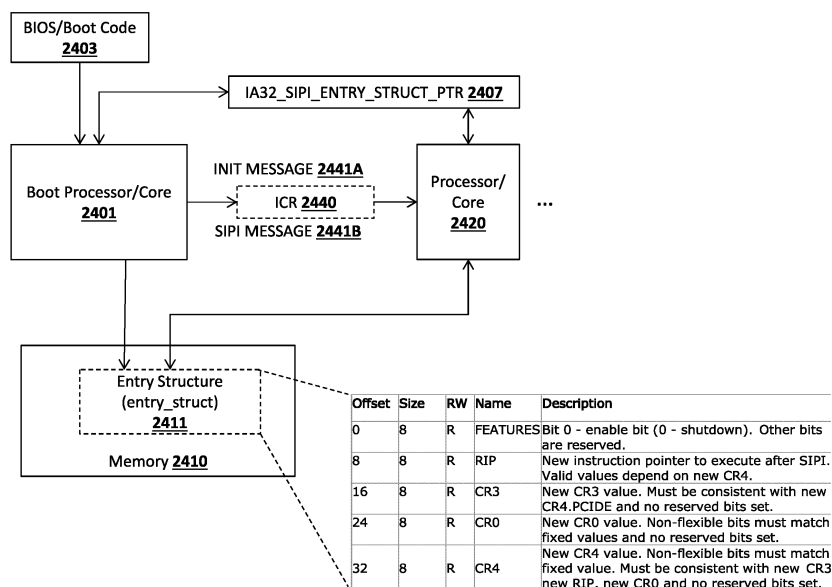 BIOS/Boot Code
2403
IA32_SIPI_ENTRY_STRUCT_PTR 2407
Boot Processor/Core
2401
INIT MESSAGE 2441A
ICR 2440
SIPI MESSAGE 2441B
Processor/
Core
2420
...
Entry Structure
(entry_struct)
2411
Memory 2410
Offset Size RW Name Description
0 8 R FEATURES Bit 0 - enable bit (0 - shutdown). Other bits
are reserved.
8 8 R RIP New instruction pointer to execute after SIPI.
Valid values depend on new CR4.
16 8 R CR3 New CR3 value. Must be consistent with new
CR4.PCIDE and no reserved bits set.
24 8 R CR0 New CR0 value. Non-flexible bits must match
fixed values and no reserved bits set.
32 8 R CR4 New CR4 value. Non-flexible bits must match
fixed value. Must be consistent with new CR3
new RIP, new CR0 and no reserved bits set.